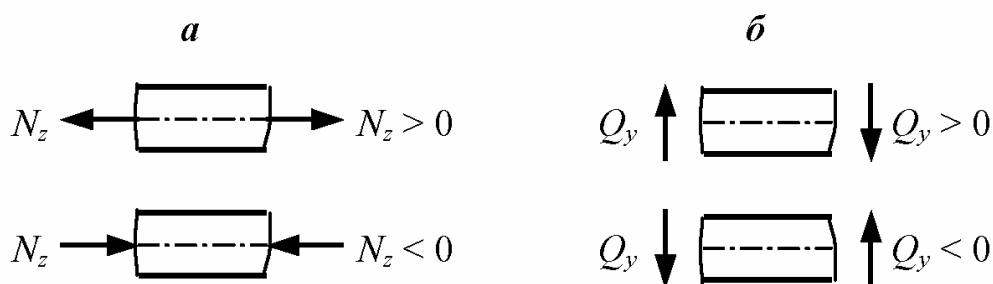 а б
N_z N_z > 0 Q_y Q_y > 0
N_z N_z < 0 Q_y Q_y < 0